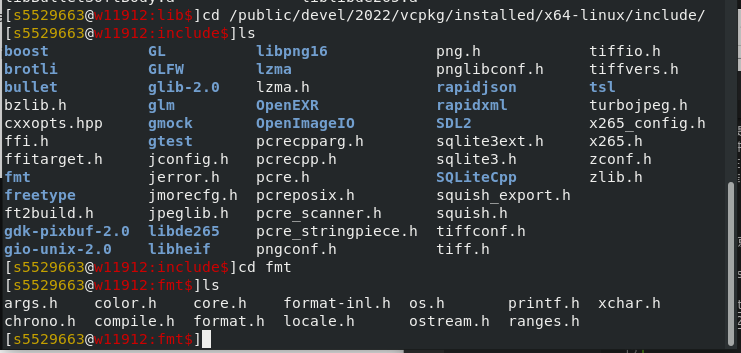 [s5529663@w11912:lib$]cd /public/devel/2022/vcpkg/installed/x64-linux/include/
[s5529663@w11912:include$]ls
boost GL libpng16 png.h tiffio.h
brotli GLFW lzma pnglibconf.h tiffvers.h
bullet glib-2.0 lzma.h rapidjson tsl
bzlib.h glm OpenEXR rapidxml turbojpeg.h
cxxopts.hpp gmock OpenImageIO SDL2 x265_config.h
ffi.h gtest pcrecpparg.h sqlite3ext.h x265.h
ffitarget.h jconfig.h pcrecpp.h sqlite3.h zconf.h
fmt jerror.h pcre.h SQLiteCpp zlib.h
freetype jmorecfg.h pcreposix.h squish_export.h
ft2build.h jpeglib.h pcre_scanner.h squish.h
gdk-pixbuf-2.0 libde265 pcre_stringpiece.h tiffconf.h
gio-unix-2.0 libheif pngconf.h tiff.h
[s5529663@w11912:include$]cd fmt
[s5529663@w11912:fmt$]ls
args.h color.h core.h format-inl.h os.h printf.h xchar.h
chrono.h compile.h format.h locale.h ostream.h ranges.h
[s5529663@w11912:fmt$]